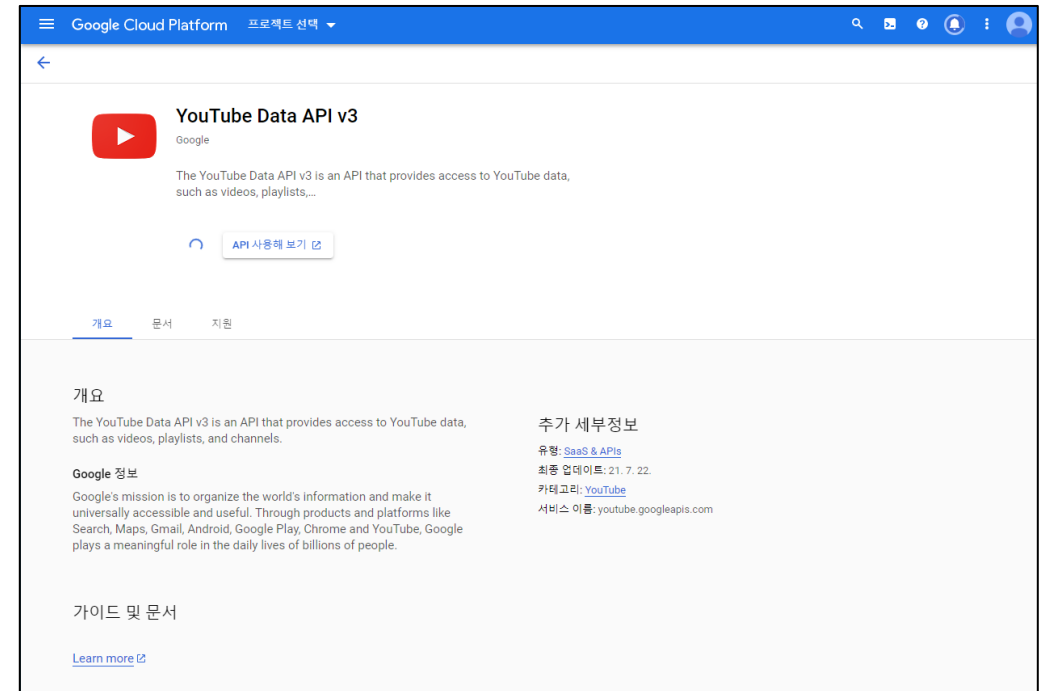 Google Cloud Platform 프로젝트 선택
YouTube Data API v3
Google
The YouTube Data API v3 is an API that provides access to YouTube data,
such as videos, playlists,...
API 사용해 보기
개요 문서 지원
개요
The YouTube Data API v3 is an API that provides access to YouTube data,
such as videos, playlists, and channels.
Google 정보
Google's mission is to organize the world's information and make it
universally accessible and useful. Through products and platforms like
Search, Maps, Gmail, Android, Google Play, Chrome and YouTube, Google
plays a meaningful role in the daily lives of billions of people.
추가 세부정보
유형: SaaS & APIs
최종 업데이트: 21. 7. 22.
카테고리: YouTube
서비스 이름: youtube.googleapis.com
가이드 및 문서
Learn more